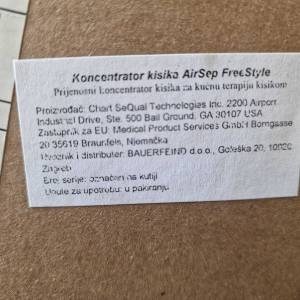 Koncentrator kisika AirSep FreeStyle
Prijenosni koncentrator kisika za kućnu terapiju kisikom
Proizvođač: Chart SeQual Technologies Inc. 2200 Airport
Industrial Drive, Ste. 500 Ball Ground, GA 30107 USA
Zastupnik za EU: Medical Product Services GmbH Borngasse
20 35619 Braunfels, Njemačka
Uvoznik i distributer: BAUERFEIND d.o.o., Goleška 20, 10020
Zagreb
Broj serije: označen na kutiji
Upute za upotrebu: u pakiranju